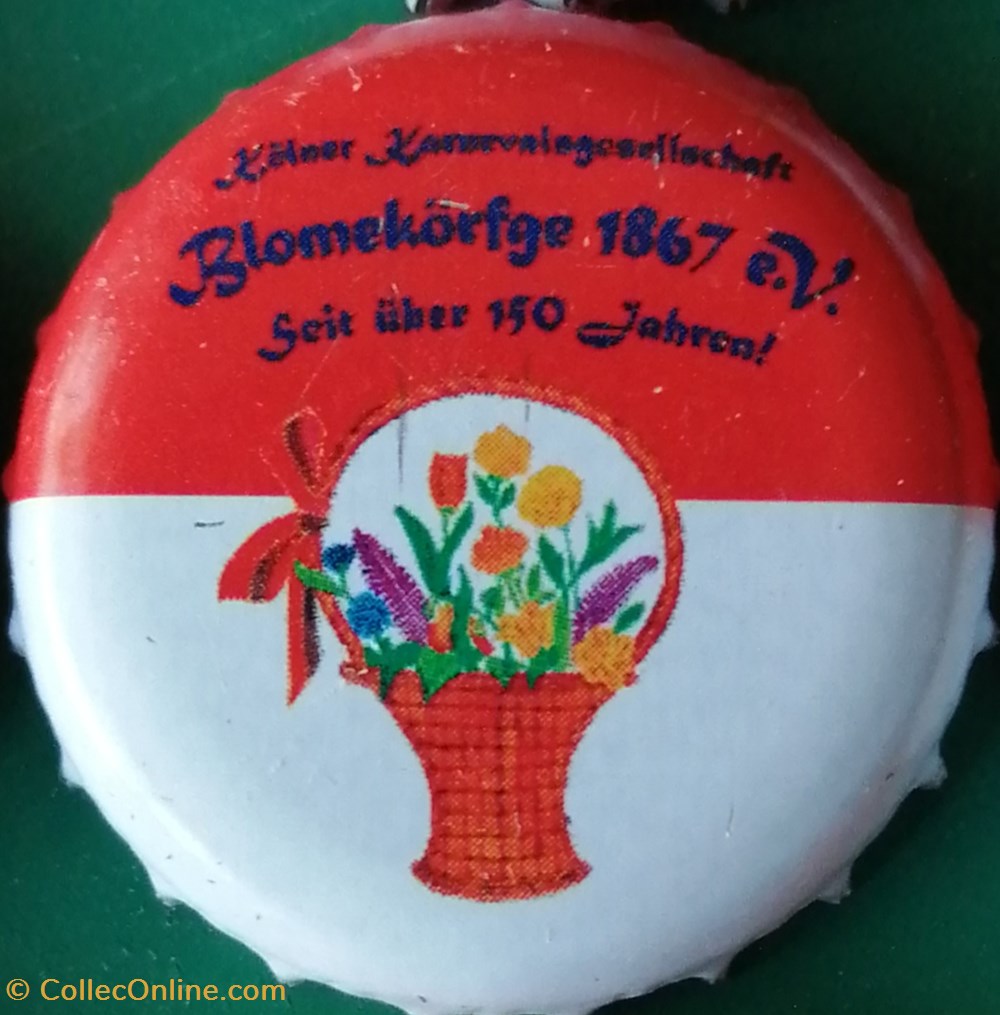 Kölner Karnevalsgesellschaft
Blomekörfge 1867 e.V.
Seit über 150 Jahren!
© CollecOnline.com